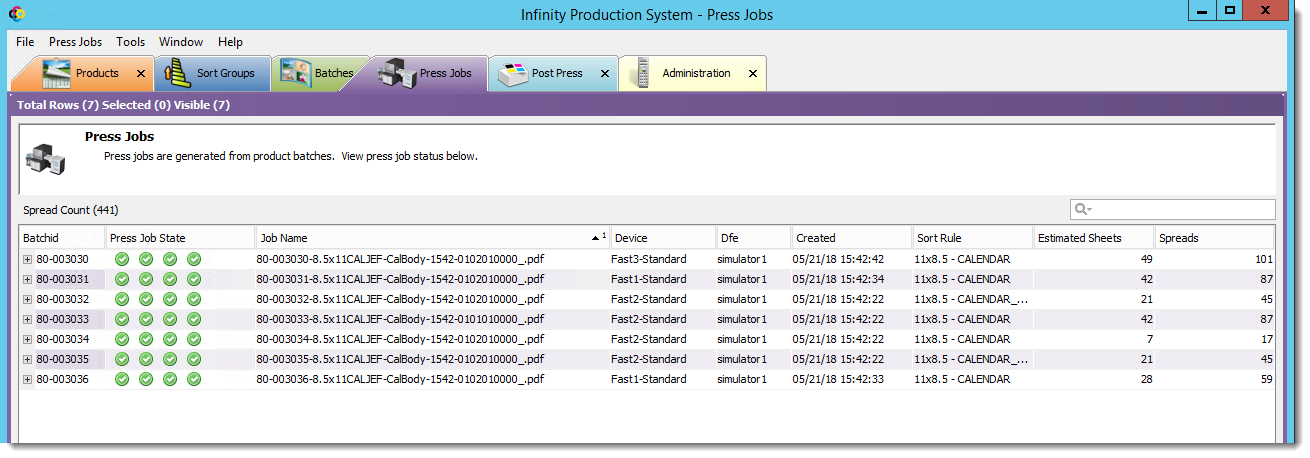 Infinity Production System - Press Jobs
File Press Jobs Tools Window Help
Products Sort Groups Batches Press Jobs Post Press Administration
Total Rows (7) Selected (0) Visible (7)
Press Jobs
Press jobs are generated from product batches. View press job status below.
Spread Count (441)
Batchid Press Job State Job Name 1 Device Dfe Created Sort Rule Estimated Sheets Spreads
80-003030 80-003030-8.5x11CALJEF-CalBody-1542-0102010000_.pdf Fast3-Standard simulator1 05/21/18 15:42:42 11x8.5 - CALENDAR 49 101
80-003031 80-003031-8.5x11CALJEF-CalBody-1542-0102010000_.pdf Fast1-Standard simulator1 05/21/18 15:42:34 11x8.5 - CALENDAR 42 87
80-003032 80-003032-8.5x11CALJEF-CalBody-1542-0102010000_.pdf Fast2-Standard simulator1 05/21/18 15:42:22 11x8.5 - CALENDAR_... 21 45
80-003033 80-003033-8.5x11CALJEF-CalBody-1542-0101010000_.pdf Fast2-Standard simulator1 05/21/18 15:42:22 11x8.5 - CALENDAR 42 87
80-003034 80-003034-8.5x11CALJEF-CalBody-1542-0102010000_.pdf Fast2-Standard simulator1 05/21/18 15:42:22 11x8.5 - CALENDAR 7 17
80-003035 80-003035-8.5x11CALJEF-CalBody-1542-0102010000_.pdf Fast2-Standard simulator1 05/21/18 15:42:22 11x8.5 - CALENDAR_... 21 45
80-003036 80-003036-8.5x11CALJEF-CalBody-1542-0102010000_.pdf Fast1-Standard simulator1 05/21/18 15:42:33 11x8.5 - CALENDAR 28 59